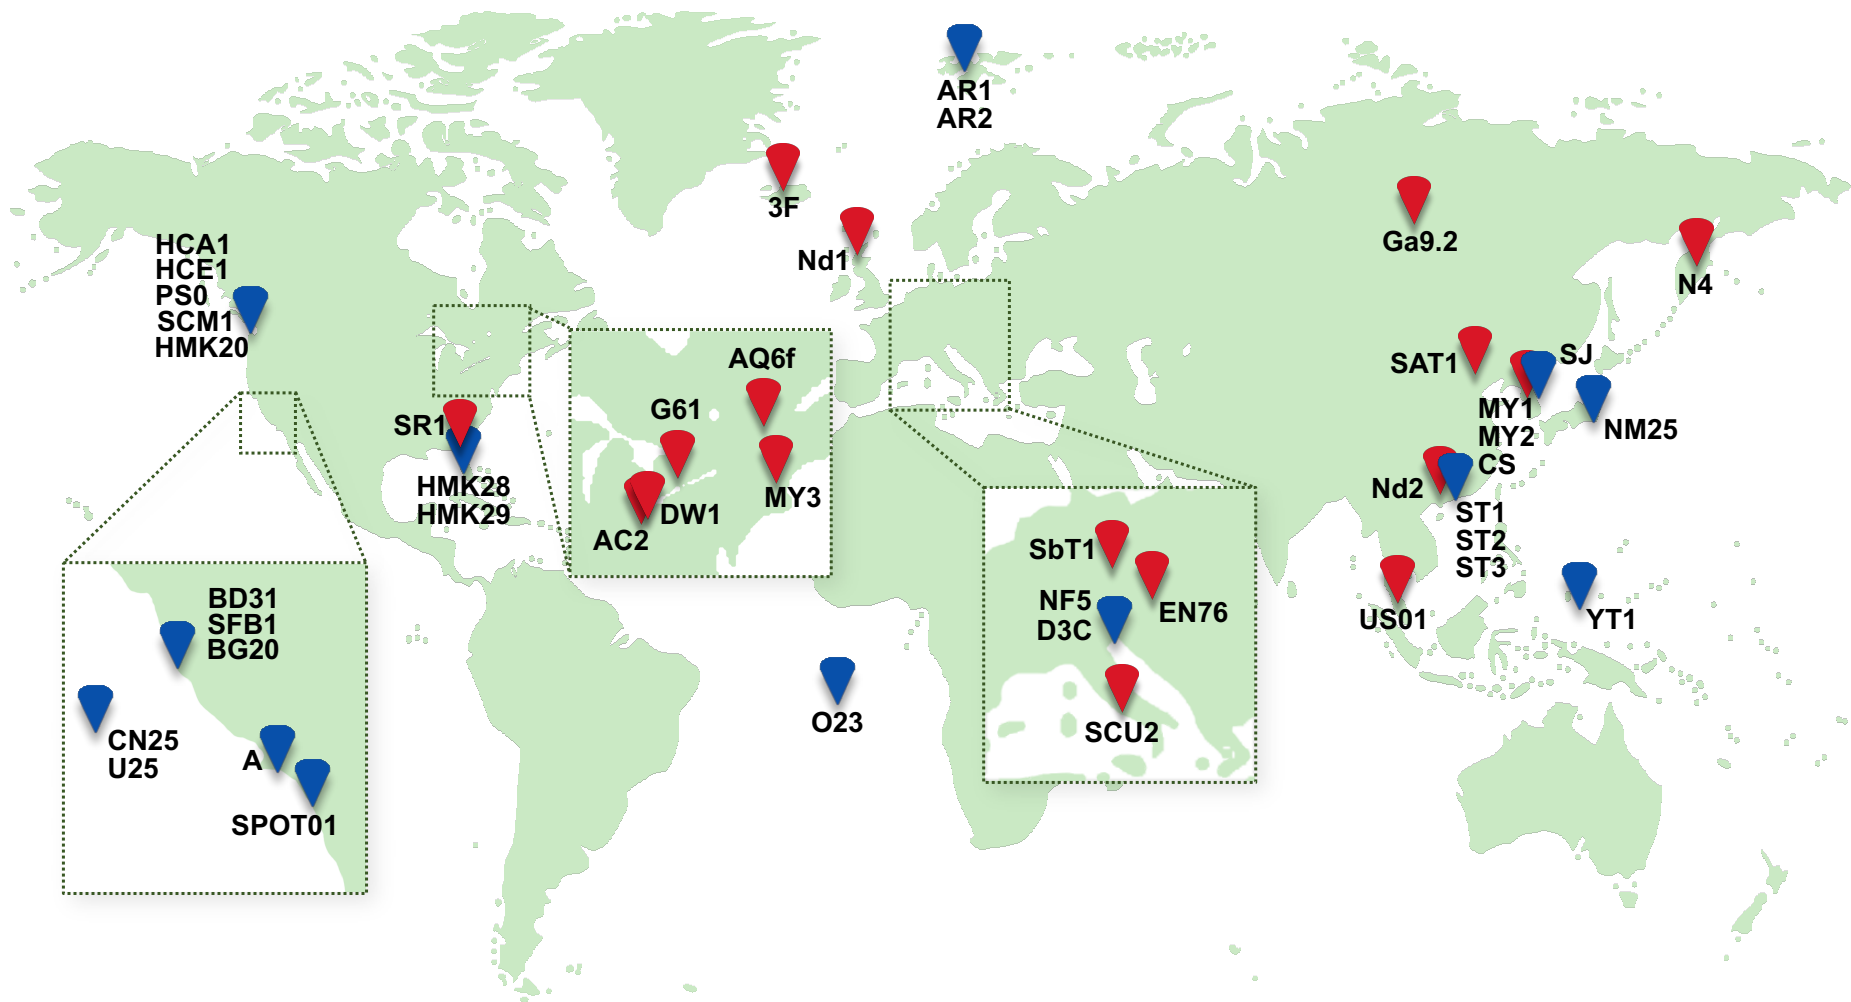 AR1
AR2
3F
Nd1
Ga9.2
N4
HCA1
HCE1
PS0
SCM1
HMK20
SR1
HMK28
HMK29
AQ6f
G61
MY3
DW1
AC2
SAT1
SJ
MY1
MY2
CS
NM25
Nd2
ST1
ST2
ST3
US01
YT1
SbT1
EN76
NF5
D3C
SCU2
O23
BD31
SFB1
BG20
CN25
U25
A
SPOT01